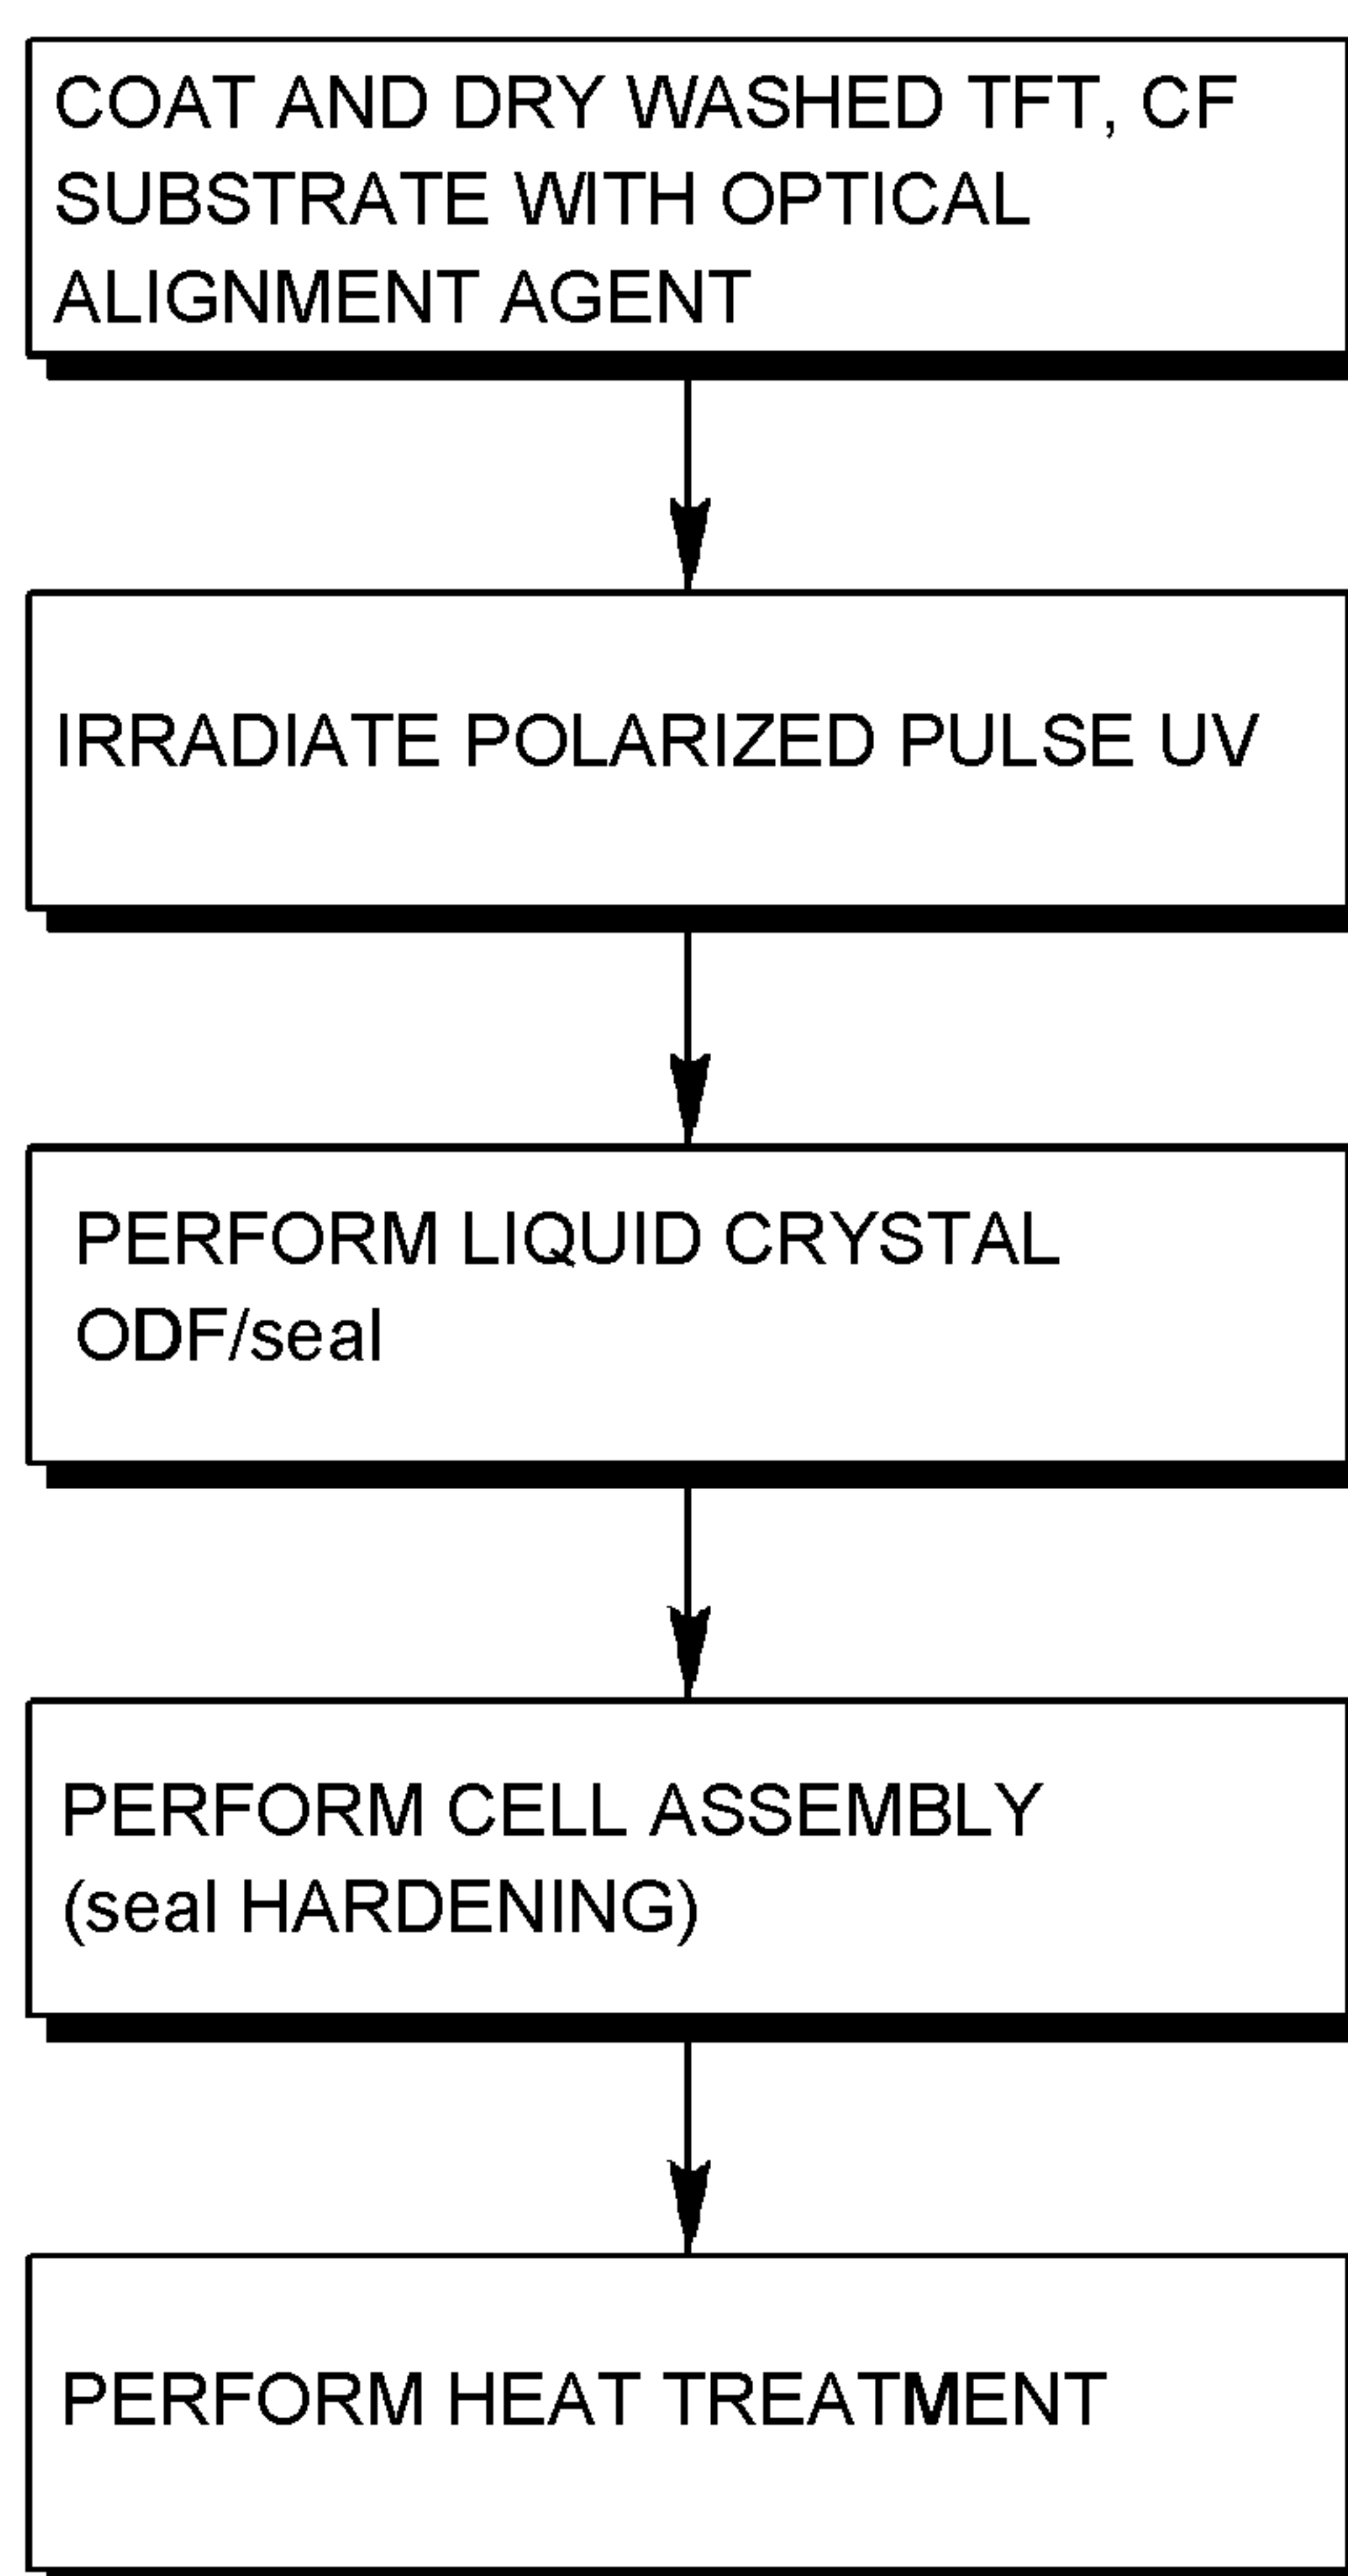 COAT AND DRY WASHED TFT, CF
SUBSTRATE WITH OPTICAL
ALIGNMENT AGENT
IRRADIATE POLARIZED PULSE UV
PERFORM LIQUID CRYSTAL
ODF/seal
PERFORM CELL ASSEMBLY
(seal HARDENING)
PERFORM HEAT TREATMENT